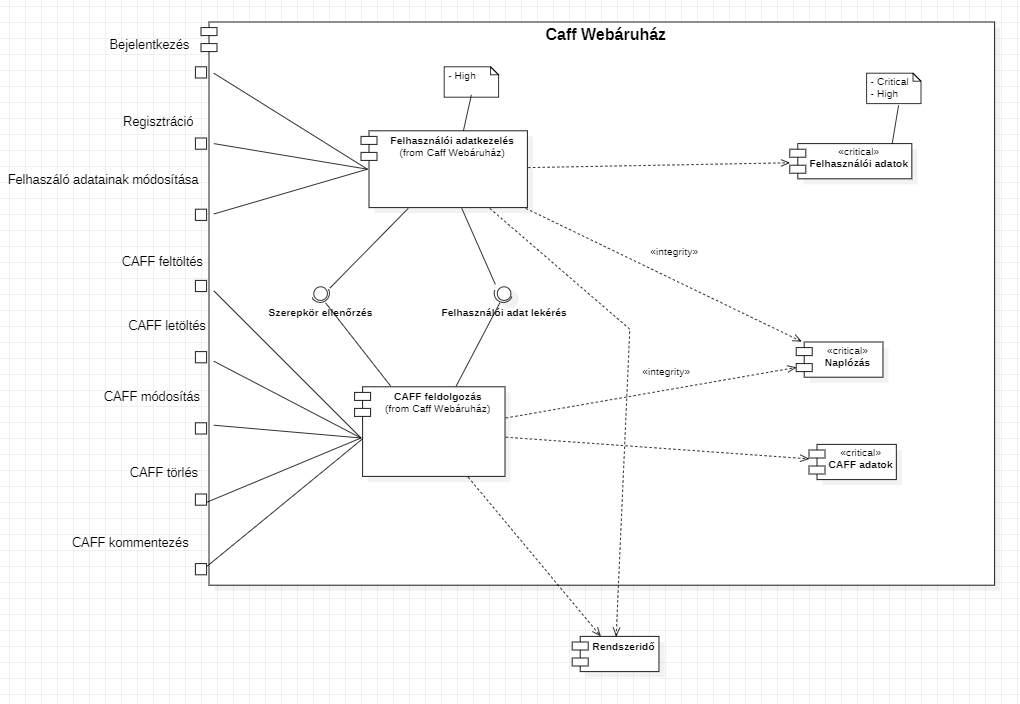 Caff Webáruház
Bejelentkezés
Regisztráció
Felhaszáló adatainak módosítása
CAFF feltöltés
CAFF letöltés
CAFF módosítás
CAFF törlés
CAFF kommentezés
- High
Felhasználói adatkezelés
(from Caff Webáruház)
- Critical
- High
«critical»
Felhasználói adatok
«integrity»
Szerepkör ellenőrzés
Felhasználói adat lekérés
«critical»
Naplózás
«integrity»
CAFF feldolgozás
(from Caff Webáruház)
«critical»
CAFF adatok
Rendszeridő